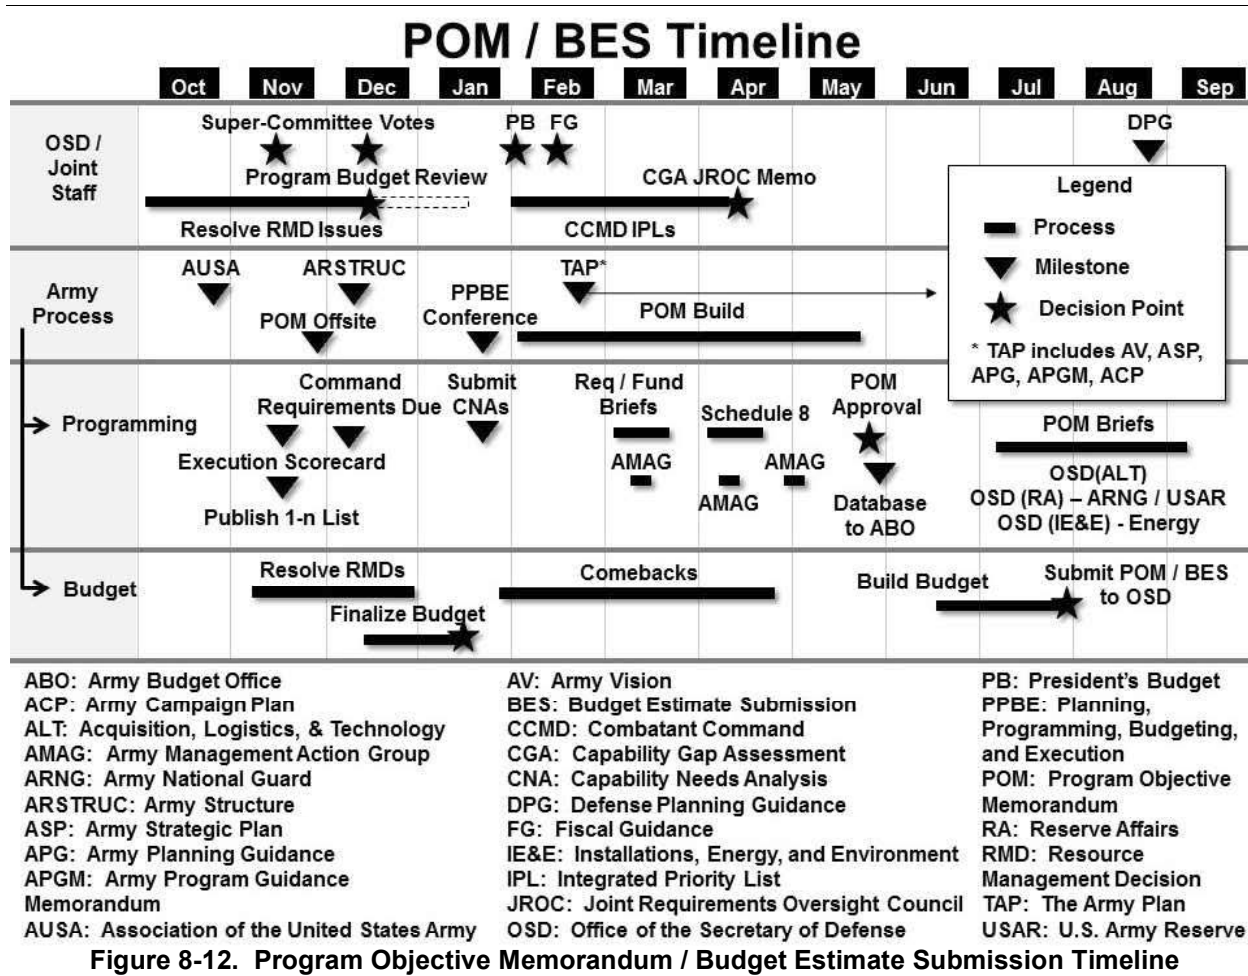 POM / BES Timeline
Oct Nov Dec Jan Feb Mar Apr May Jun Jul Aug Sep
OSD /
Joint
Staff
Super-Committee Votes
PB FG
DPG
Program Budget Review
CGA JROC Memo
Resolve RMD Issues
CCMD IPLs
Legend
Process
Milestone
Decision Point
* TAP includes AV, ASP,
APG, APGM, ACP
Army
Process
AUSA
ARSTRUC
TAP*
POM Offsite
PPBE
Conference
POM Build
Programming
Command
Requirements Due
Submit
CNAs
Req / Fund
Briefs
Schedule 8
POM
Approval
POM Briefs
Execution Scorecard
AMAG
AMAG
AMAG
Publish 1-n List
Database
to ABO
OSD(ALT)
OSD (RA) – ARNG / USAR
OSD (IE&E) - Energy
Budget
Resolve RMDs
Comebacks
Build Budget
Submit POM / BES
to OSD
Finalize Budget
ABO: Army Budget Office
ACP: Army Campaign Plan
ALT: Acquisition, Logistics, & Technology
AMAG: Army Management Action Group
ARNG: Army National Guard
ARSTRUC: Army Structure
ASP: Army Strategic Plan
APG: Army Planning Guidance
APGM: Army Program Guidance
Memorandum
AUSA: Association of the United States Army
AV: Army Vision
BES: Budget Estimate Submission
CCMD: Combatant Command
CGA: Capability Gap Assessment
CNA: Capability Needs Analysis
DPG: Defense Planning Guidance
FG: Fiscal Guidance
IE&E: Installations, Energy, and Environment
IPL: Integrated Priority List
JROC: Joint Requirements Oversight Council
OSD: Office of the Secretary of Defense
PB: President's Budget
PPBE: Planning,
Programming, Budgeting,
and Execution
POM: Program Objective
Memorandum
RA: Reserve Affairs
RMD: Resource
Management Decision
TAP: The Army Plan
USAR: U.S. Army Reserve
Figure 8-12. Program Objective Memorandum / Budget Estimate Submission Timeline